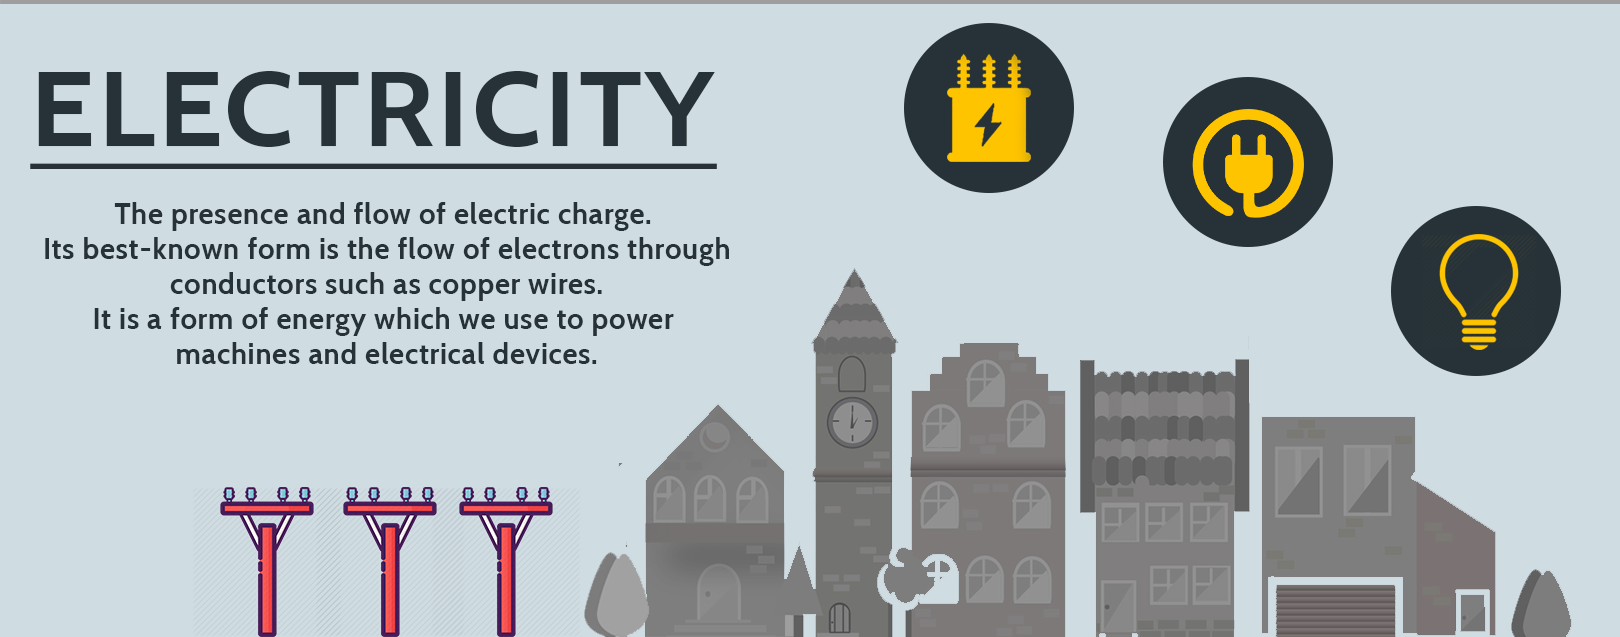 ELECTRICITY
The presence and flow of electric charge.
Its best-known form is the flow of electrons through
conductors such as copper wires.
It is a form of energy which we use to power
machines and electrical devices.